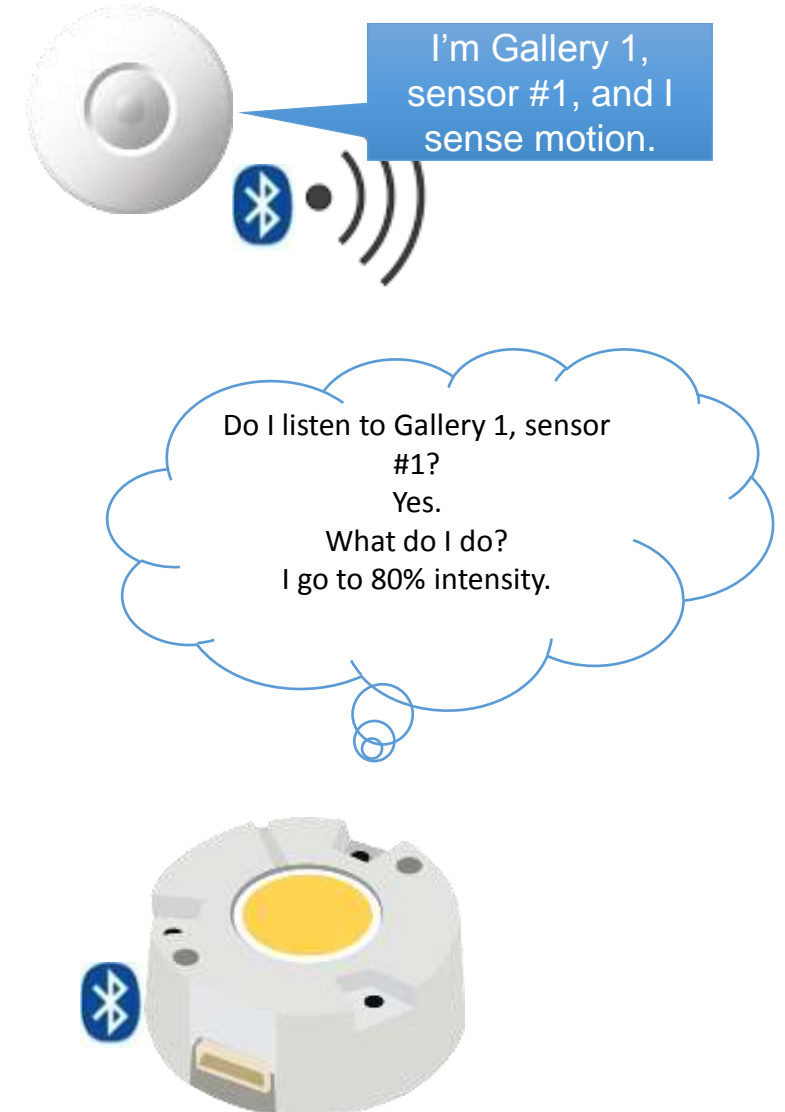 I’m Gallery 1,
sensor #1, and I
sense motion.
Do I listen to Gallery 1, sensor
#1?
Yes.
What do I do?
I go to 80% intensity.